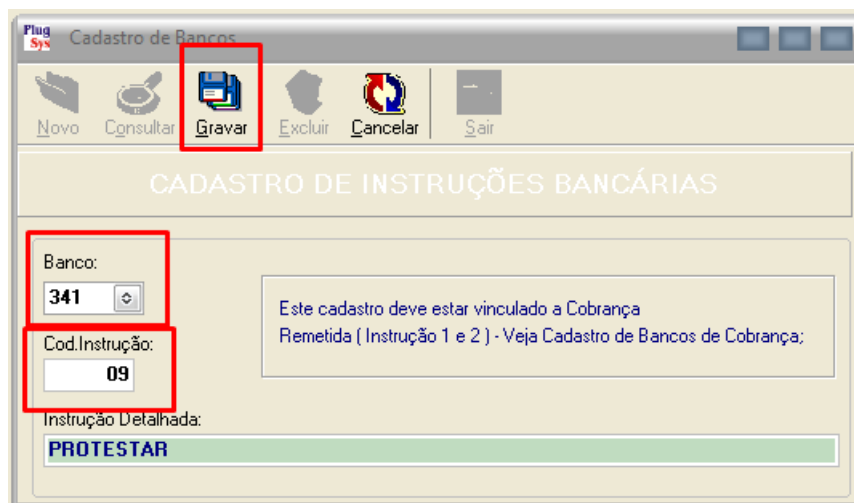 Plug
Sys
Cadastro de Bancos
Novo Consultar Gravar Excluir Cancelar Sair
CADASTRO DE INSTRUÇÕES BANCÁRIAS
Banco:
341
Este cadastro deve estar vinculado a Cobrança
Remetida ( Instrução 1 e 2 ) - Veja Cadastro de Bancos de Cobrança;
Cod.Instrução:
09
Instrução Detalhada:
PROTESTAR